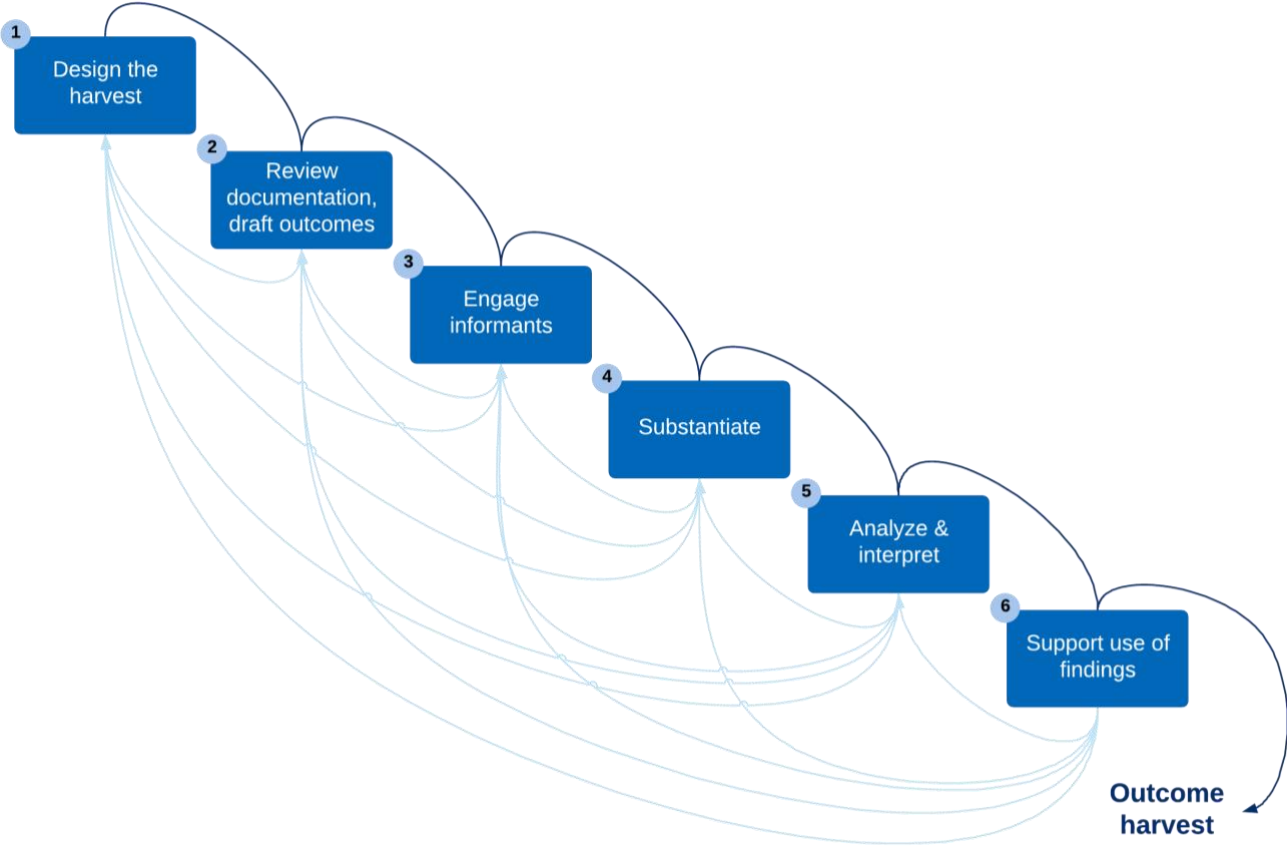 1
Design the
harvest
2
Review
documentation,
draft outcomes
3
Engage
informants
4
Substantiate
5
Analyze &
interpret
6
Support use of
findings
Outcome
harvest